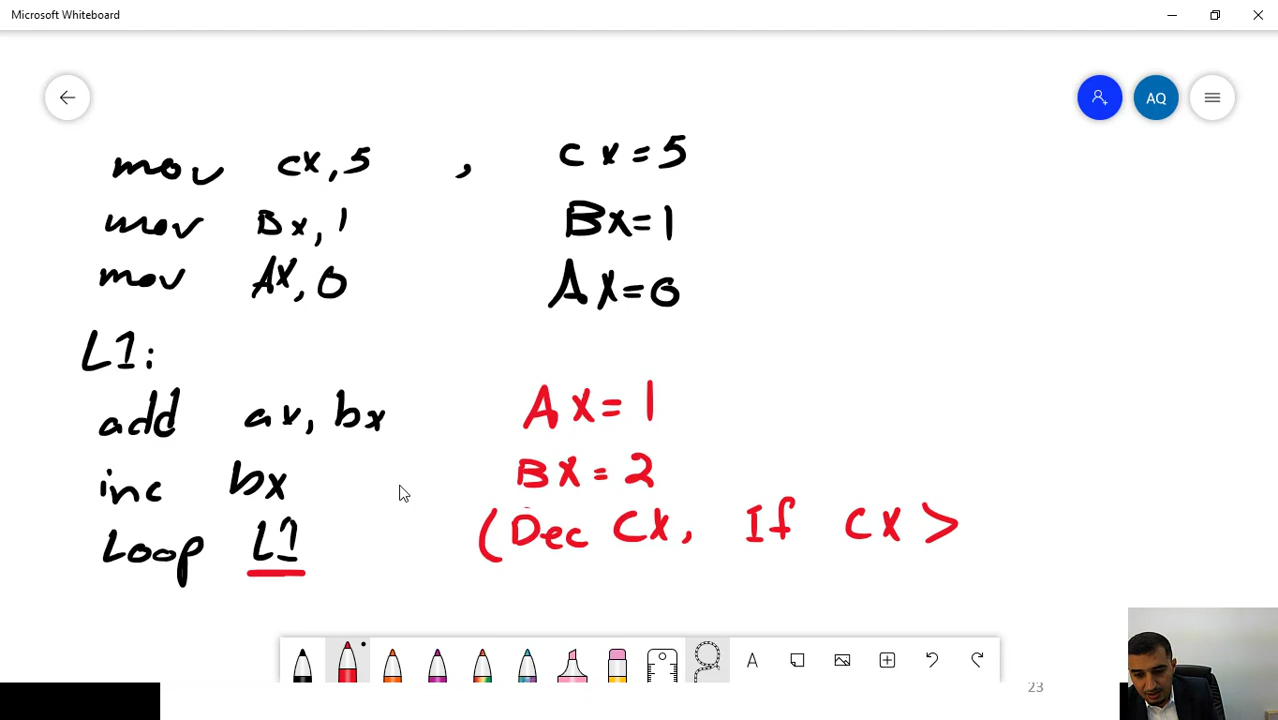 Microsoft Whiteboard
AQ
mov cx,5 , cx=5
mov Bx,1 Bx=1
mov AX,0 Ax=0
L1:
add ax,bx Ax=1
inc bx Bx=2
Loop L1 (Dec Cx, If cx >
A
23